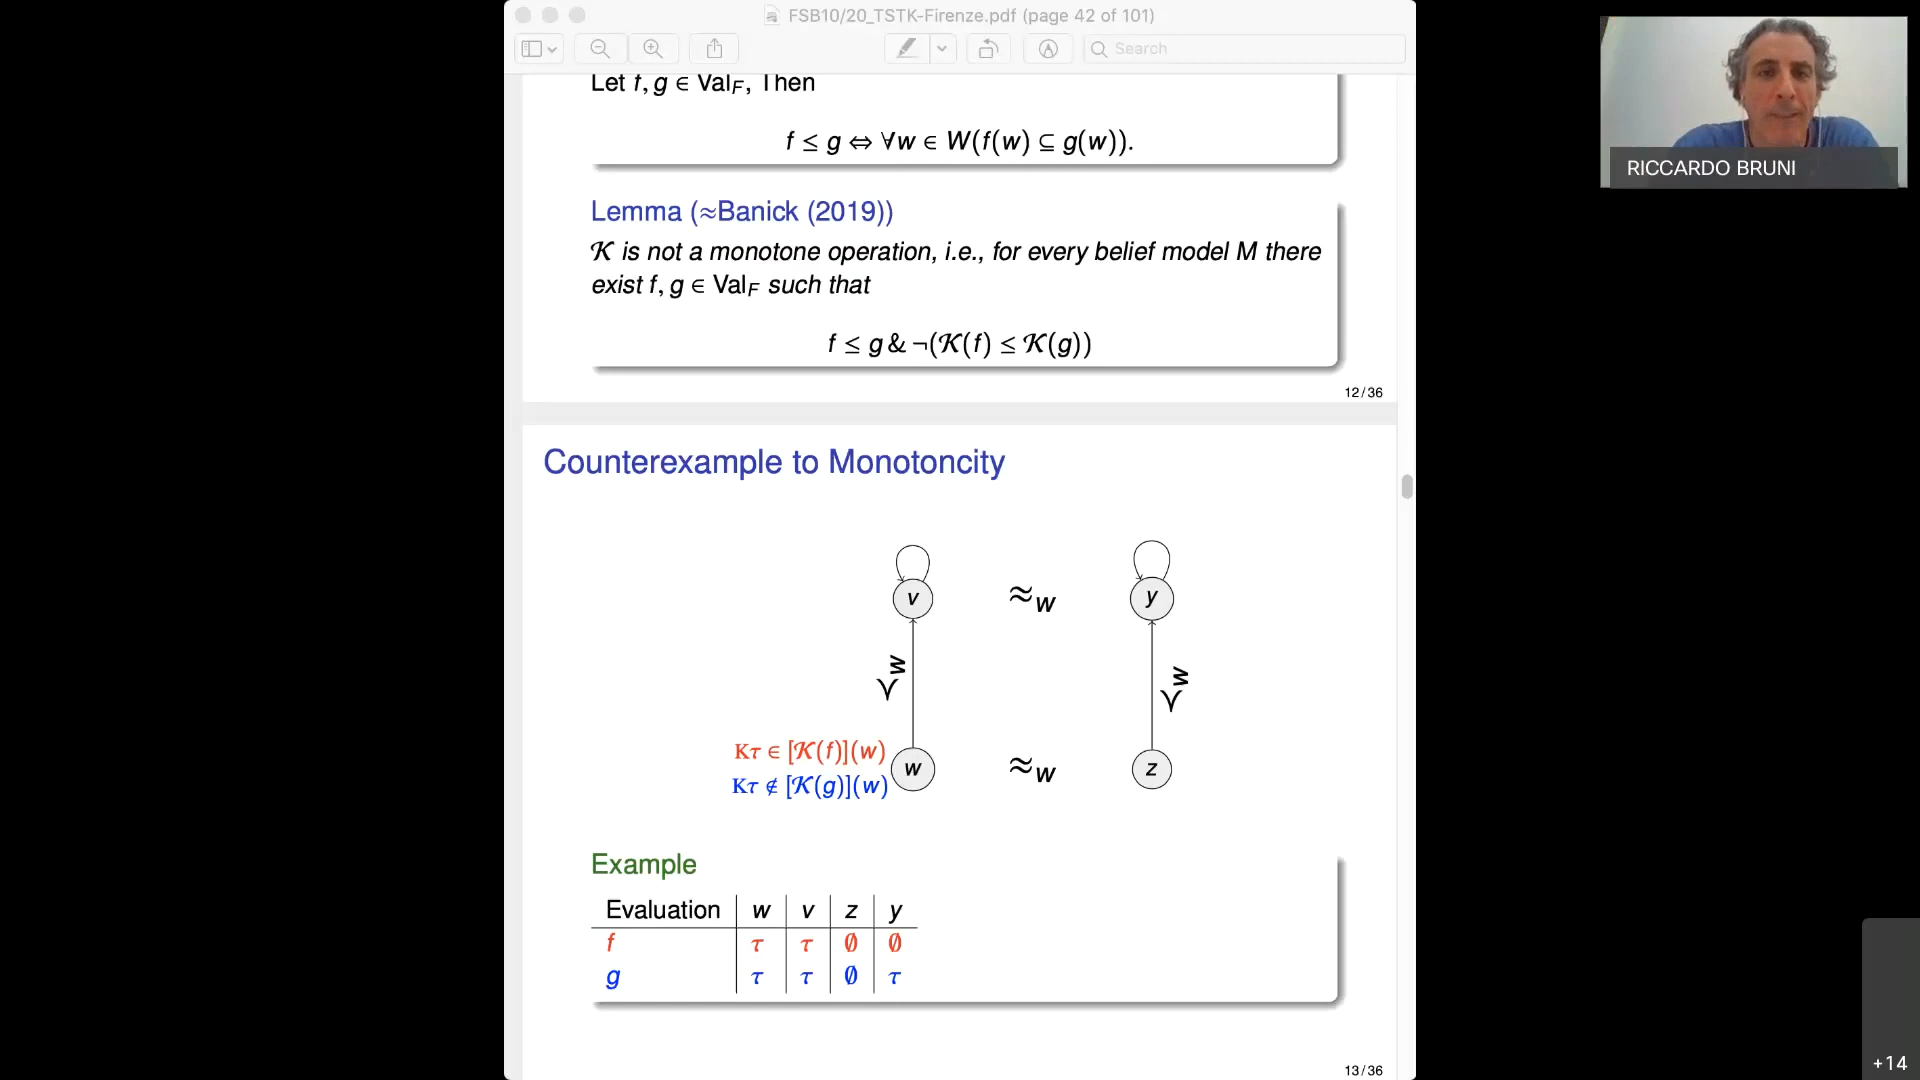 FSB10/20_TSTK-Firenze.pdf (page 42 of 101)
Search
Let f, g ∈ Val_F, Then
f ≤ g ⇔ ∀w ∈ W(f(w) ⊆ g(w)).
Lemma (≈Banick (2019))
𝒦 is not a monotone operation, i.e., for every belief model M there
exist f, g ∈ Val_F such that
f ≤ g & ¬(𝒦(f) ≤ 𝒦(g))
12/36
Counterexample to Monotoncity
v ≈_w y
≺_w ≺_w
Kτ ∈ [𝒦(f)](w)
Kτ ∉ [𝒦(g)](w)
w ≈_w z
Example
Evaluation w v z y
f τ τ ∅ ∅
g τ τ ∅ τ
13/36
RICCARDO BRUNI
+14